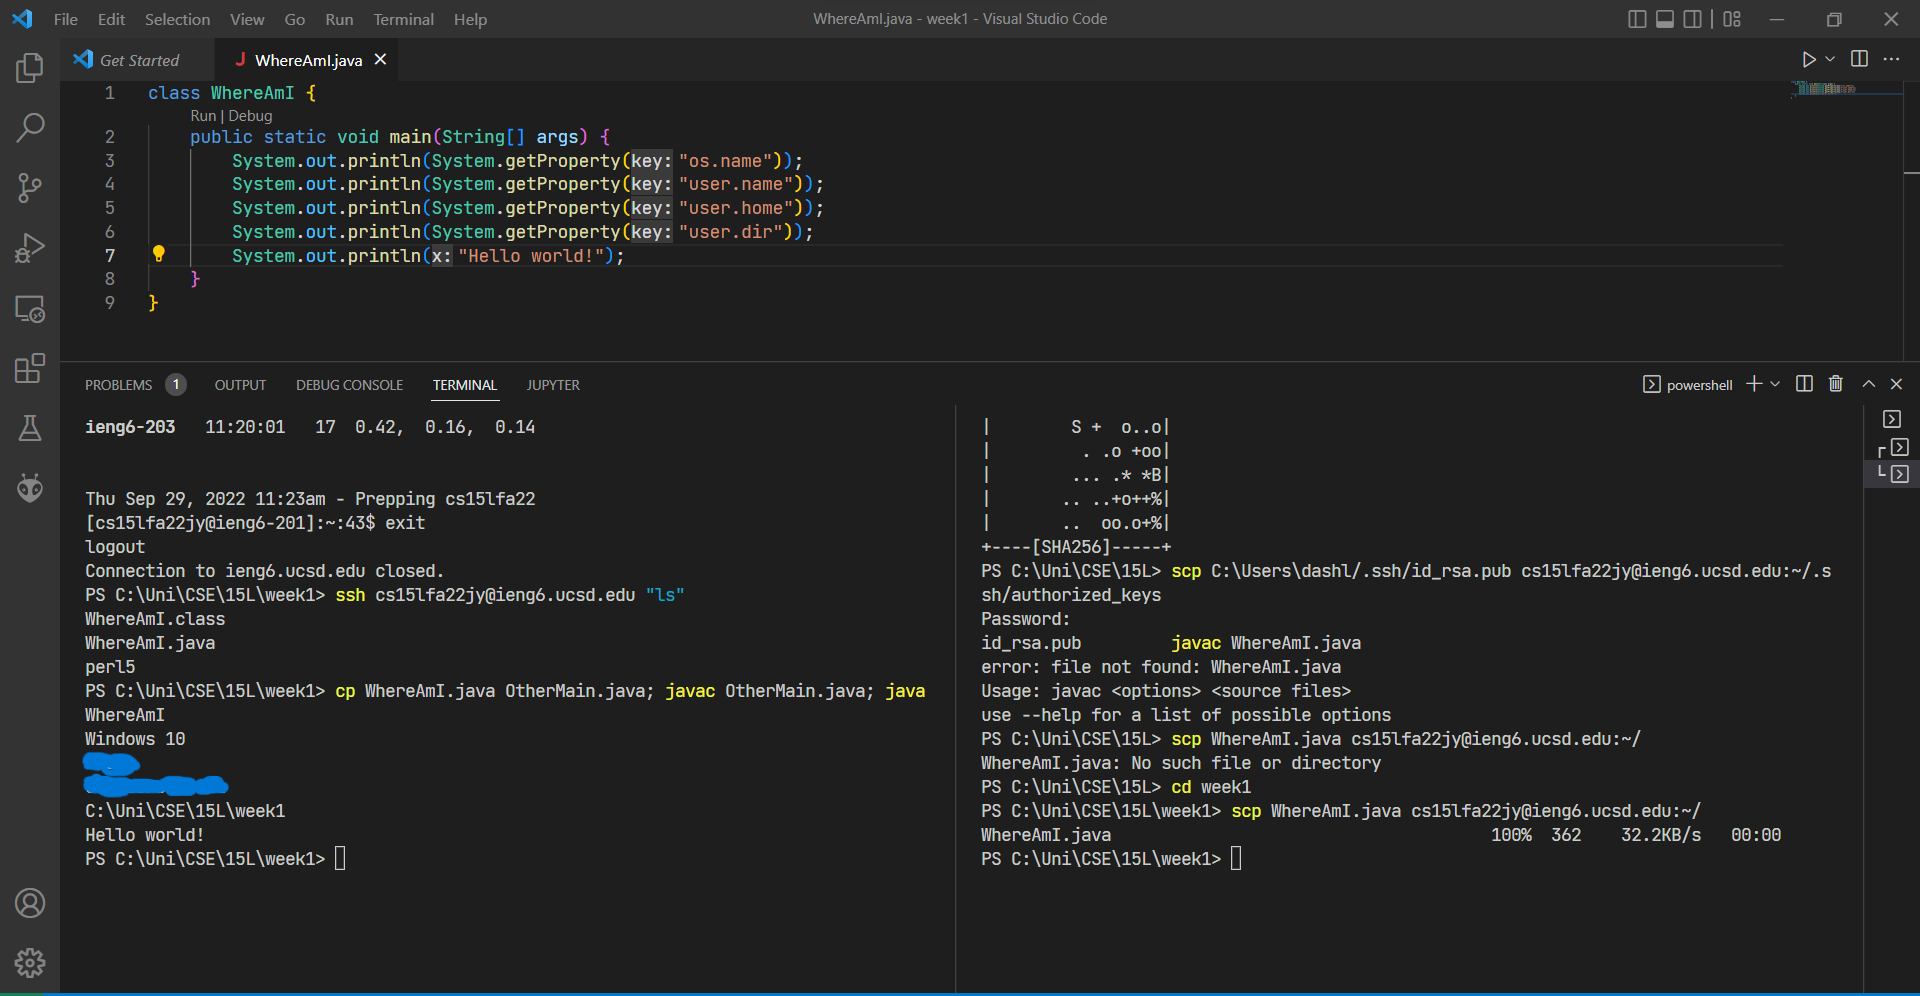 File Edit Selection View Go Run Terminal Help
WhereAmI.java - week1 - Visual Studio Code
Get Started
J WhereAmI.java
1 class WhereAmI {
Run | Debug
2 public static void main(String[] args) {
3 System.out.println(System.getProperty(key: "os.name"));
4 System.out.println(System.getProperty(key: "user.name"));
5 System.out.println(System.getProperty(key: "user.home"));
6 System.out.println(System.getProperty(key: "user.dir"));
7 System.out.println(x: "Hello world!");
8 }
9 }
PROBLEMS 1 OUTPUT DEBUG CONSOLE TERMINAL JUPYTER
powershell
ieng6-203 11:20:01 17 0.42, 0.16, 0.14
Thu Sep 29, 2022 11:23am - Prepping cs15lfa22
[cs15lfa22jy@ieng6-201]:~:43$ exit
logout
Connection to ieng6.ucsd.edu closed.
PS C:\Uni\CSE\15L\week1> ssh cs15lfa22jy@ieng6.ucsd.edu "ls"
WhereAmI.class
WhereAmI.java
perl5
PS C:\Uni\CSE\15L\week1> cp WhereAmI.java OtherMain.java; javac OtherMain.java; java
WhereAmI
Windows 10
C:\Uni\CSE\15L\week1
Hello world!
PS C:\Uni\CSE\15L\week1>
| S + o..o|
| . .o +oo|
| ... .* *B|
| .. ..+o++%|
| .. oo.o+%|
+----[SHA256]-----+
PS C:\Uni\CSE\15L> scp C:\Users\dashl/.ssh/id_rsa.pub cs15lfa22jy@ieng6.ucsd.edu:~/.s
sh/authorized_keys
Password:
id_rsa.pub javac WhereAmI.java
error: file not found: WhereAmI.java
Usage: javac <options> <source files>
use --help for a list of possible options
PS C:\Uni\CSE\15L> scp WhereAmI.java cs15lfa22jy@ieng6.ucsd.edu:~/
WhereAmI.java: No such file or directory
PS C:\Uni\CSE\15L> cd week1
PS C:\Uni\CSE\15L\week1> scp WhereAmI.java cs15lfa22jy@ieng6.ucsd.edu:~/
WhereAmI.java 100% 362 32.2KB/s 00:00
PS C:\Uni\CSE\15L\week1>